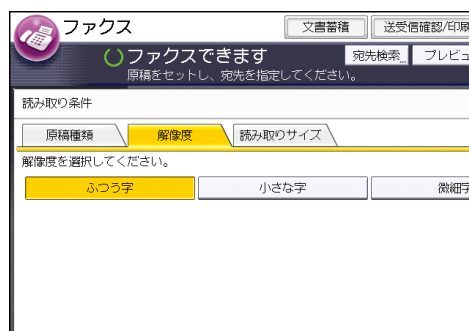 ファクス 文書蓄積 送受信確認/印刷
ファクスできます 宛先検索 プレビュ
原稿をセットし、宛先を指定してください。
読み取り条件
原稿種類 解像度 読み取りサイズ
解像度を選択してください。
ふつう字 小さな字 微細字